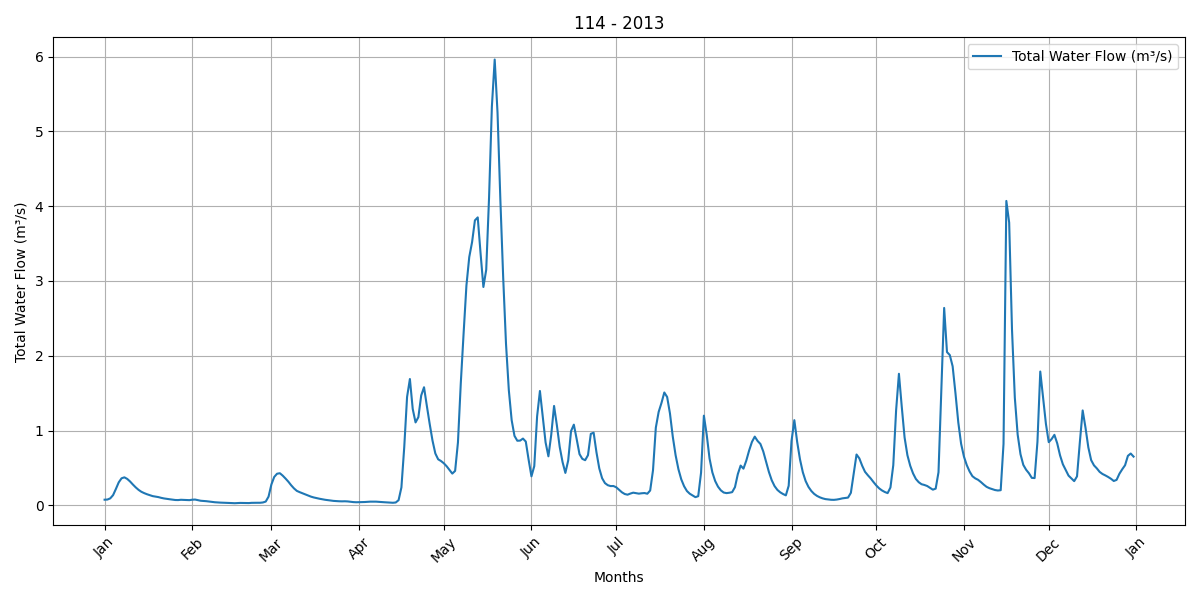 114 - 2013
Total Water Flow (m³/s)
Total Water Flow (m³/s)
6
5
4
3
2
1
0
Jan
Feb
Mar
Apr
May
Jun
Jul
Aug
Sep
Oct
Nov
Dec
Jan
Months